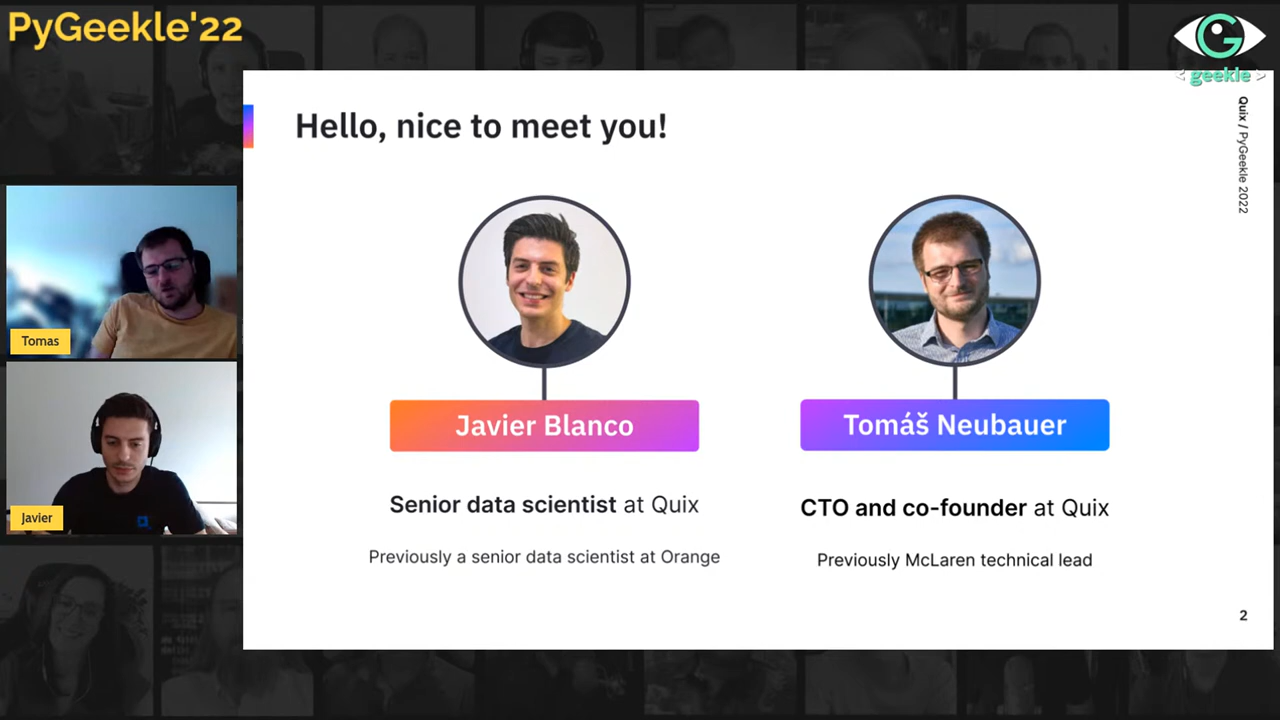 PyGeekle'22
< geekle >
Hello, nice to meet you!
Quix / PyGeekle 2022
Tomas
Javier
Javier Blanco
Senior data scientist at Quix
Previously a senior data scientist at Orange
Tomáš Neubauer
CTO and co-founder at Quix
Previously McLaren technical lead
2